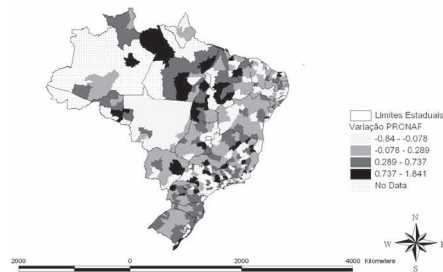 Limites Estaduais
Variação PRONAF
-0.84 - -0.078
-0.078 - 0.289
0.289 - 0.737
0.737 - 1.841
No Data
N
W E
S
2000 0 2000 4000 Kilometers